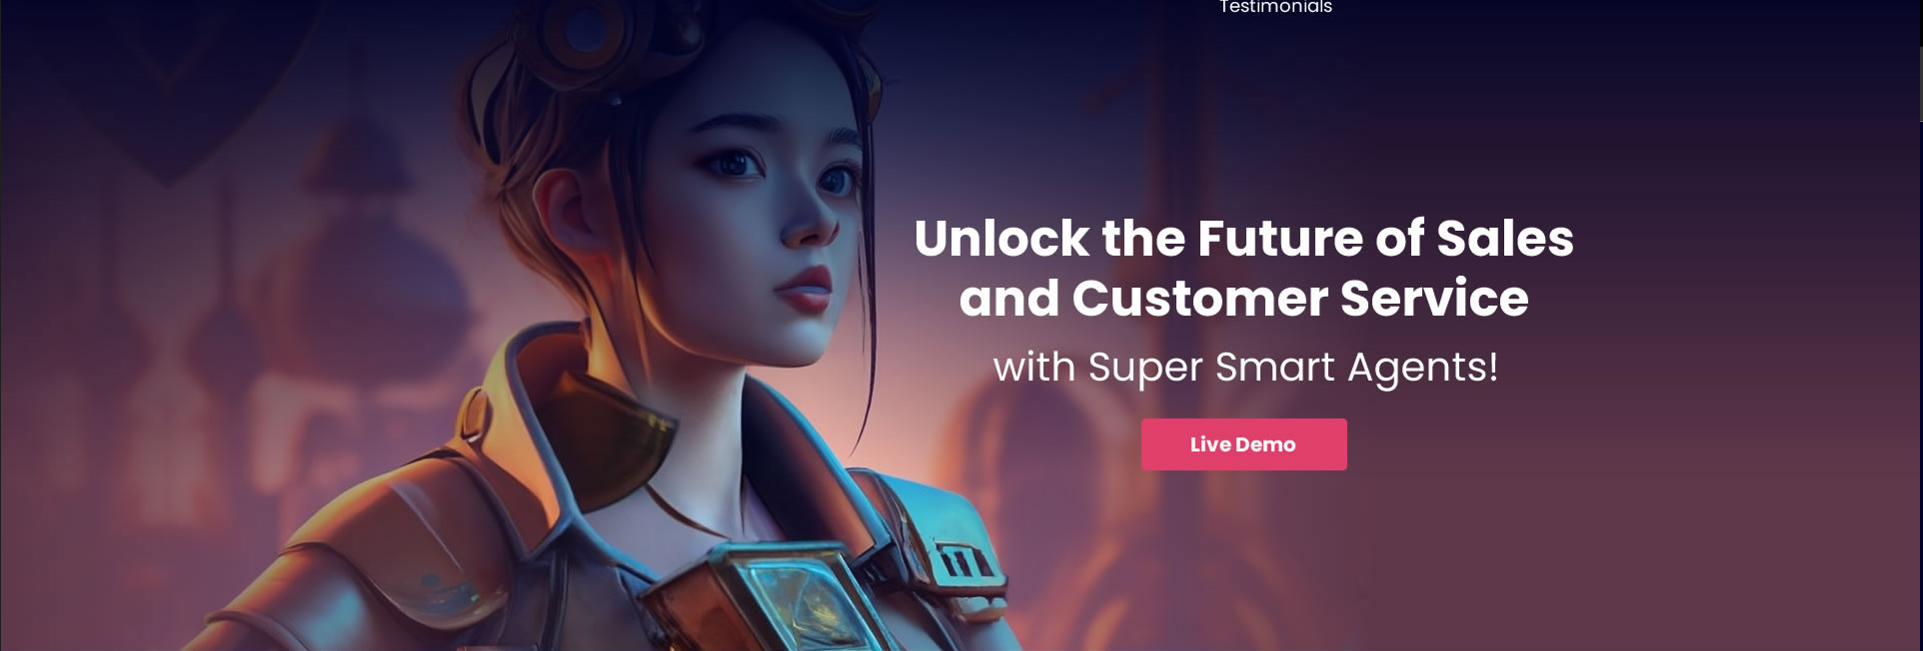 Testimonials
Unlock the Future of Sales
and Customer Service
with Super Smart Agents!
Live Demo